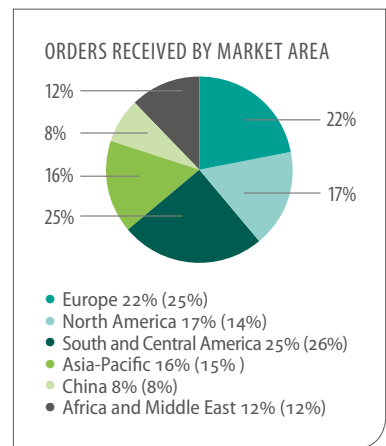 ORDERS RECEIVED BY MARKET AREA
12%
22%
8%
16%
17%
25%
Europe 22% (25%)
North America 17% (14%)
South and Central America 25% (26%)
Asia-Pacific 16% (15% )
China 8% (8%)
Africa and Middle East 12% (12%)